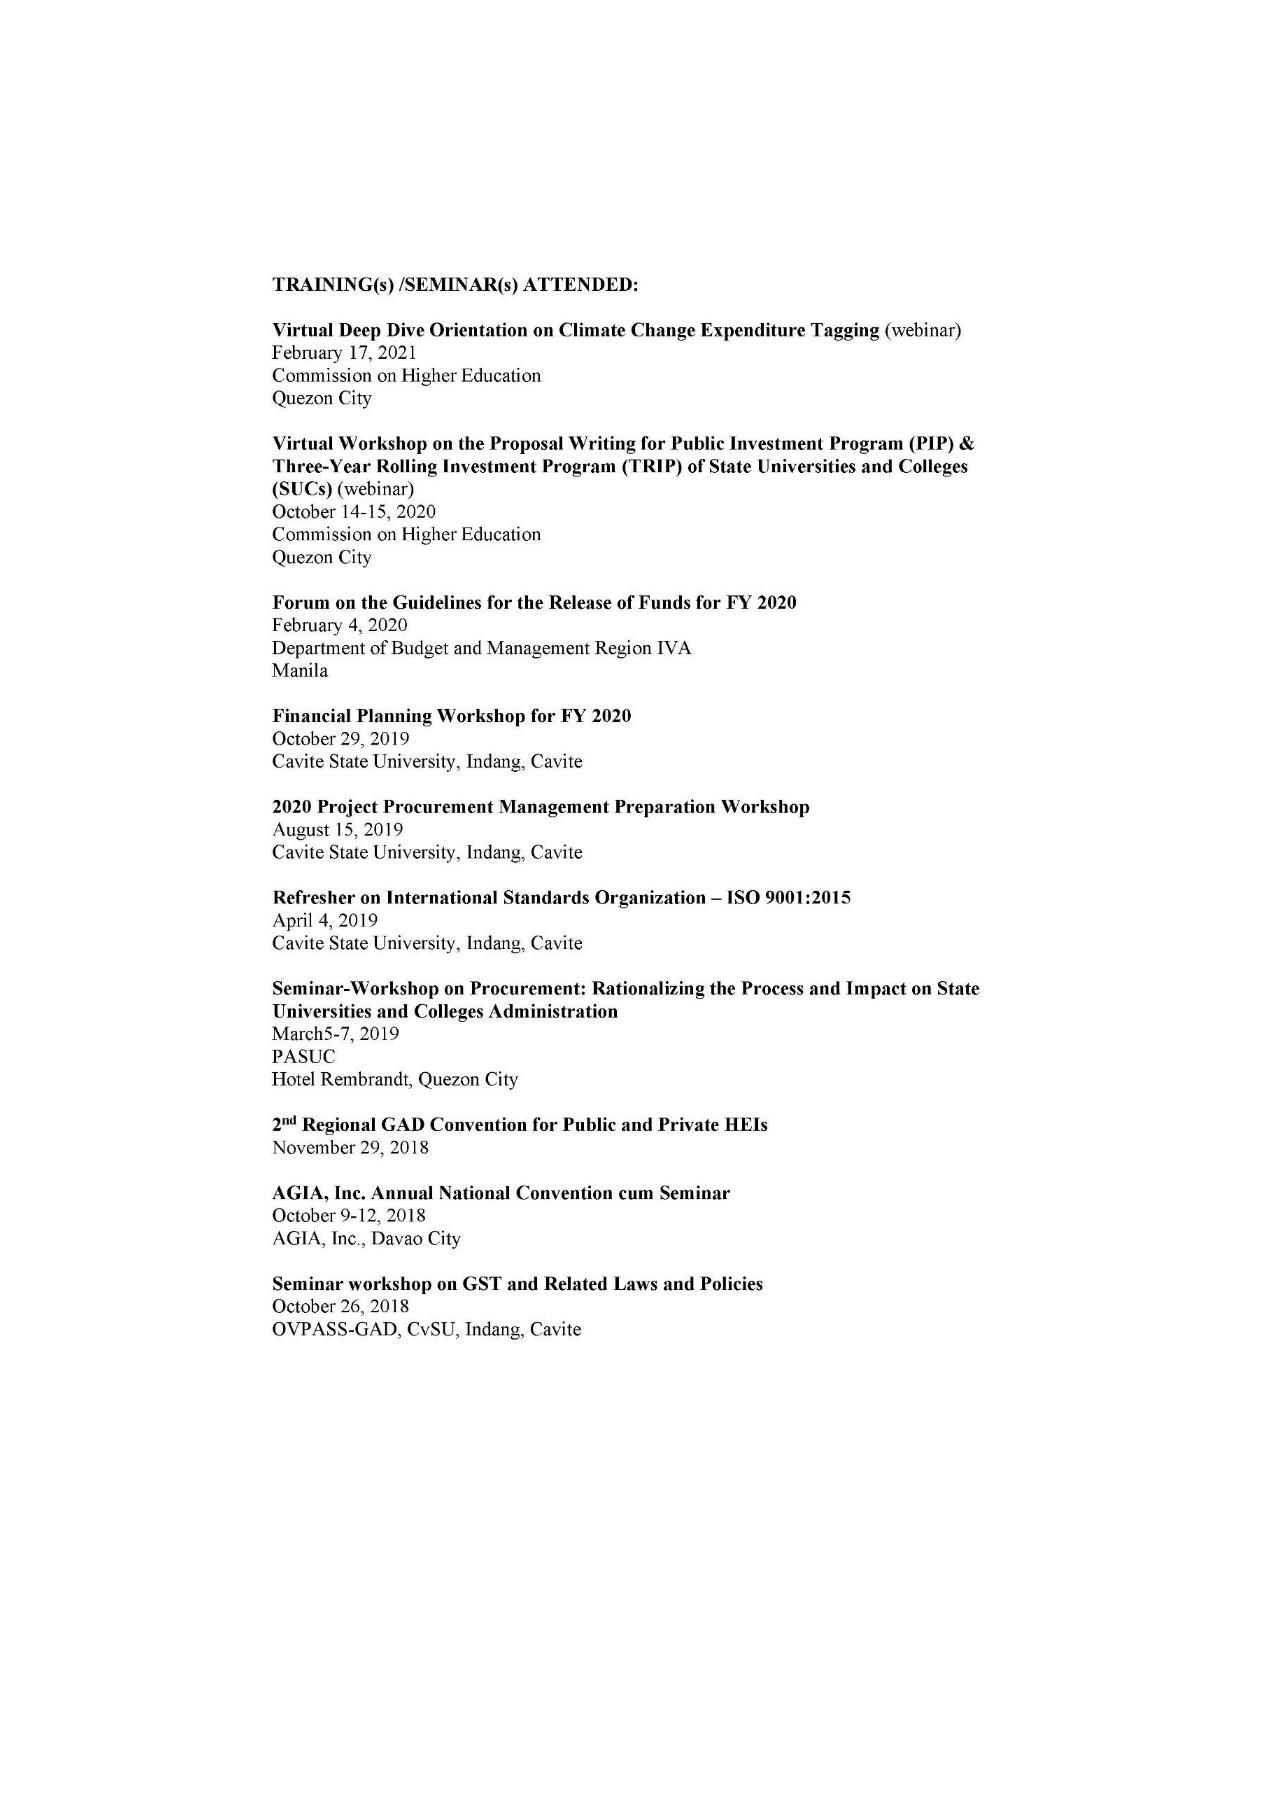 TRAINING(s) /SEMINAR(s) ATTENDED:
Virtual Deep Dive Orientation on Climate Change Expenditure Tagging (webinar)
February 17, 2021
Commission on Higher Education
Quezon City
Virtual Workshop on the Proposal Writing for Public Investment Program (PIP) &
Three-Year Rolling Investment Program (TRIP) of State Universities and Colleges
(SUCs) (webinar)
October 14-15, 2020
Commission on Higher Education
Quezon City
Forum on the Guidelines for the Release of Funds for FY 2020
February 4, 2020
Department of Budget and Management Region IVA
Manila
Financial Planning Workshop for FY 2020
October 29, 2019
Cavite State University, Indang, Cavite
2020 Project Procurement Management Preparation Workshop
August 15, 2019
Cavite State University, Indang, Cavite
Refresher on International Standards Organization – ISO 9001:2015
April 4, 2019
Cavite State University, Indang, Cavite
Seminar-Workshop on Procurement: Rationalizing the Process and Impact on State
Universities and Colleges Administration
March5-7, 2019
PASUC
Hotel Rembrandt, Quezon City
2nd Regional GAD Convention for Public and Private HEIs
November 29, 2018
AGIA, Inc. Annual National Convention cum Seminar
October 9-12, 2018
AGIA, Inc., Davao City
Seminar workshop on GST and Related Laws and Policies
October 26, 2018
OVPASS-GAD, CvSU, Indang, Cavite